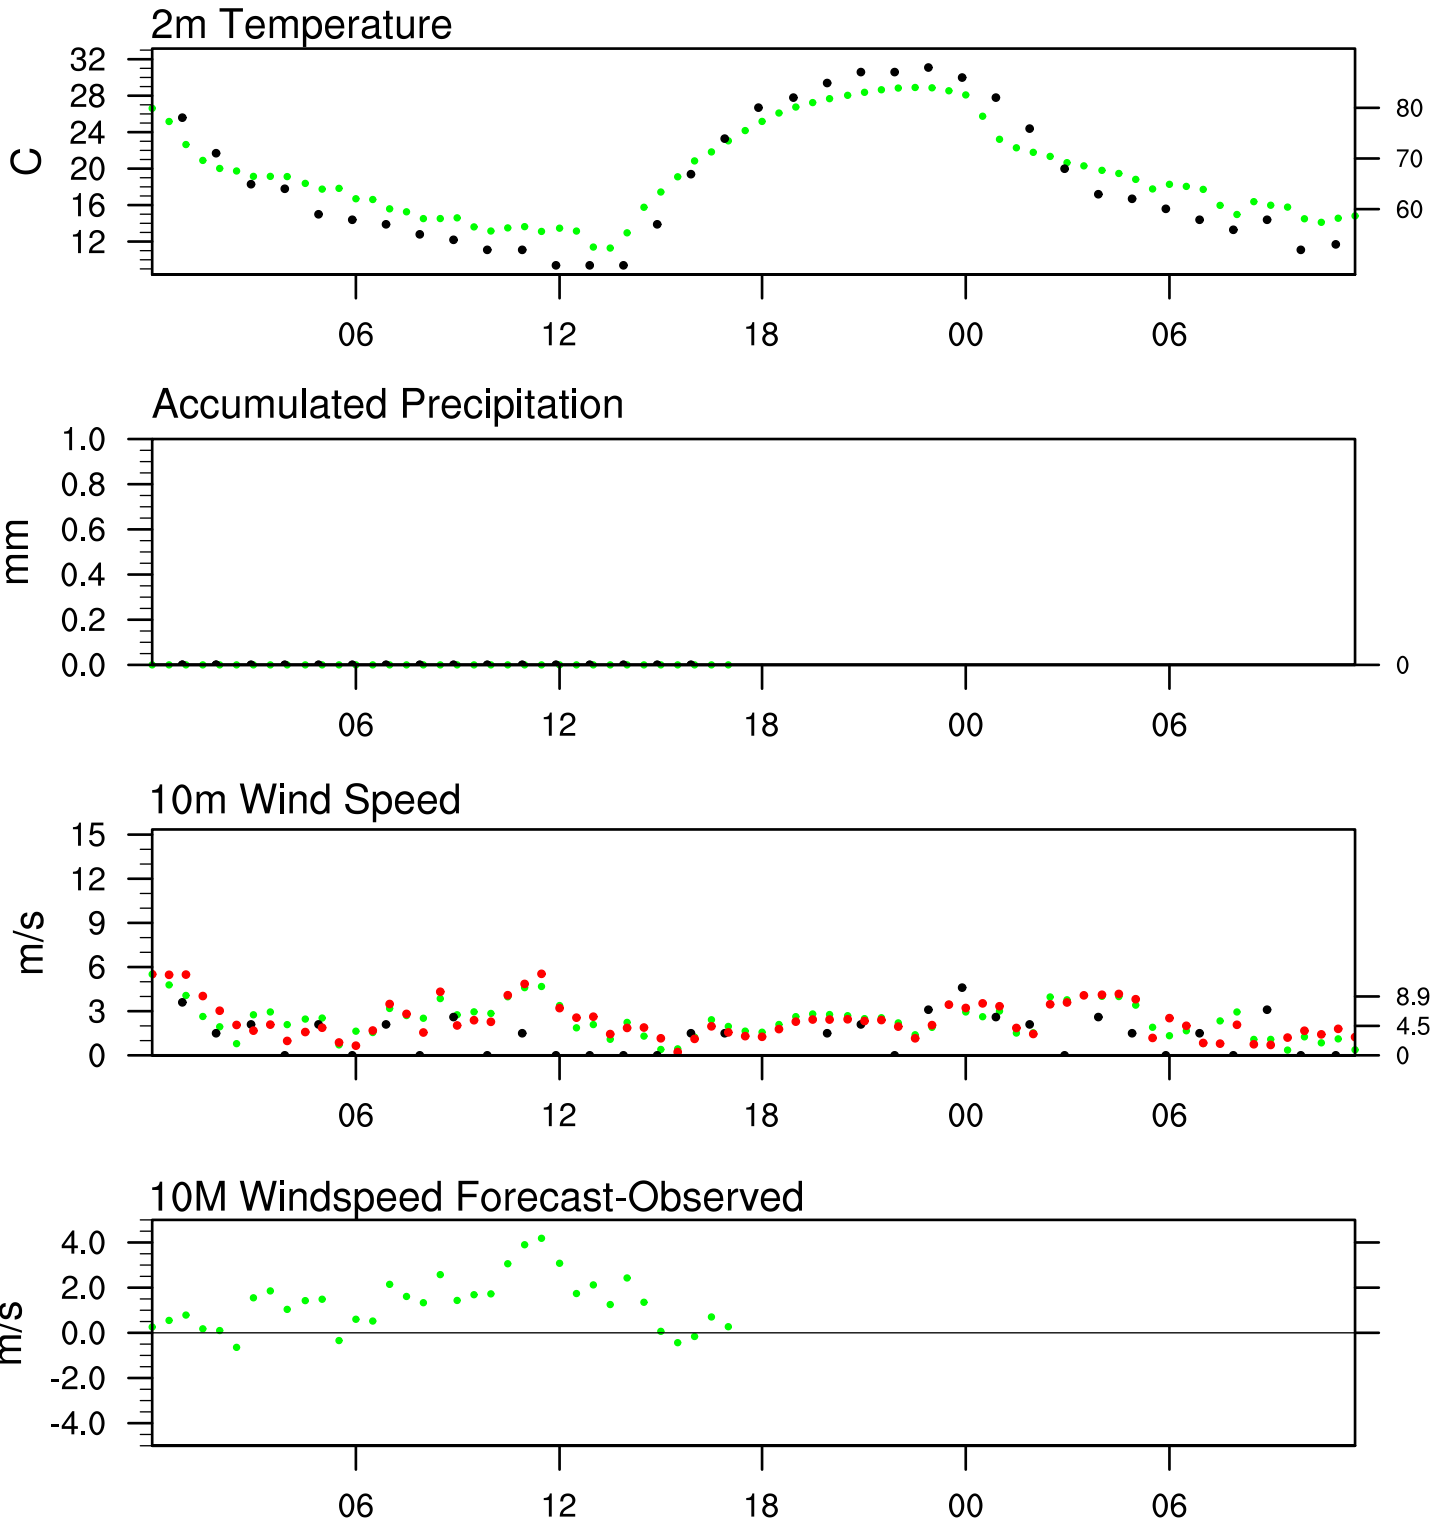 2m Temperature
32
28
24
20
16
12
C
80
70
60
06 12 18 00 06
Accumulated Precipitation
1.0
0.8
0.6
0.4
0.2
0.0
mm
0
06 12 18 00 06
10m Wind Speed
15
12
9
6
3
0
m/s
8.9
4.5
0
06 12 18 00 06
10M Windspeed Forecast-Observed
4.0
2.0
0.0
-2.0
-4.0
m/s
06 12 18 00 06